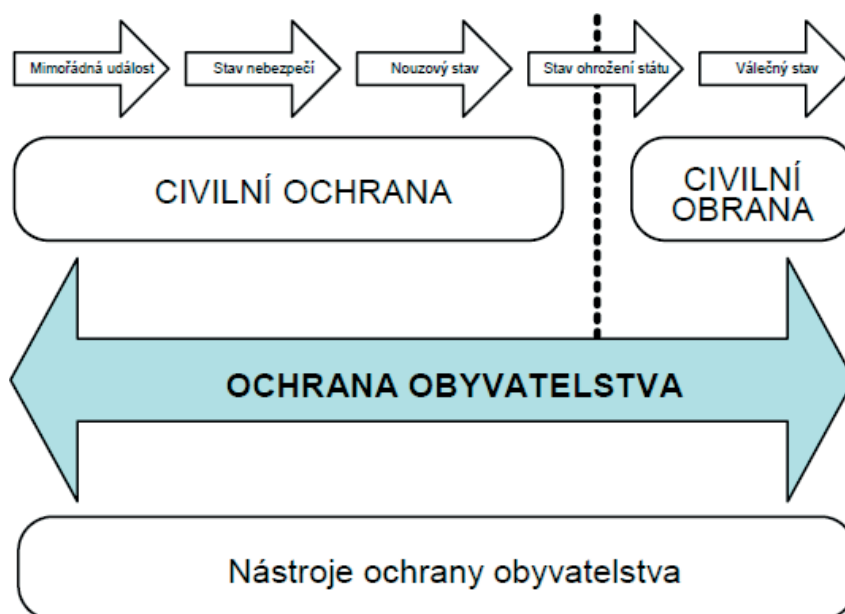 Mimořádná událost
Stav nebezpečí
Nouzový stav
Stav ohrožení státu
Válečný stav
CIVILNÍ OCHRANA
CIVILNÍ
OBRANA
OCHRANA OBYVATELSTVA
Nástroje ochrany obyvatelstva